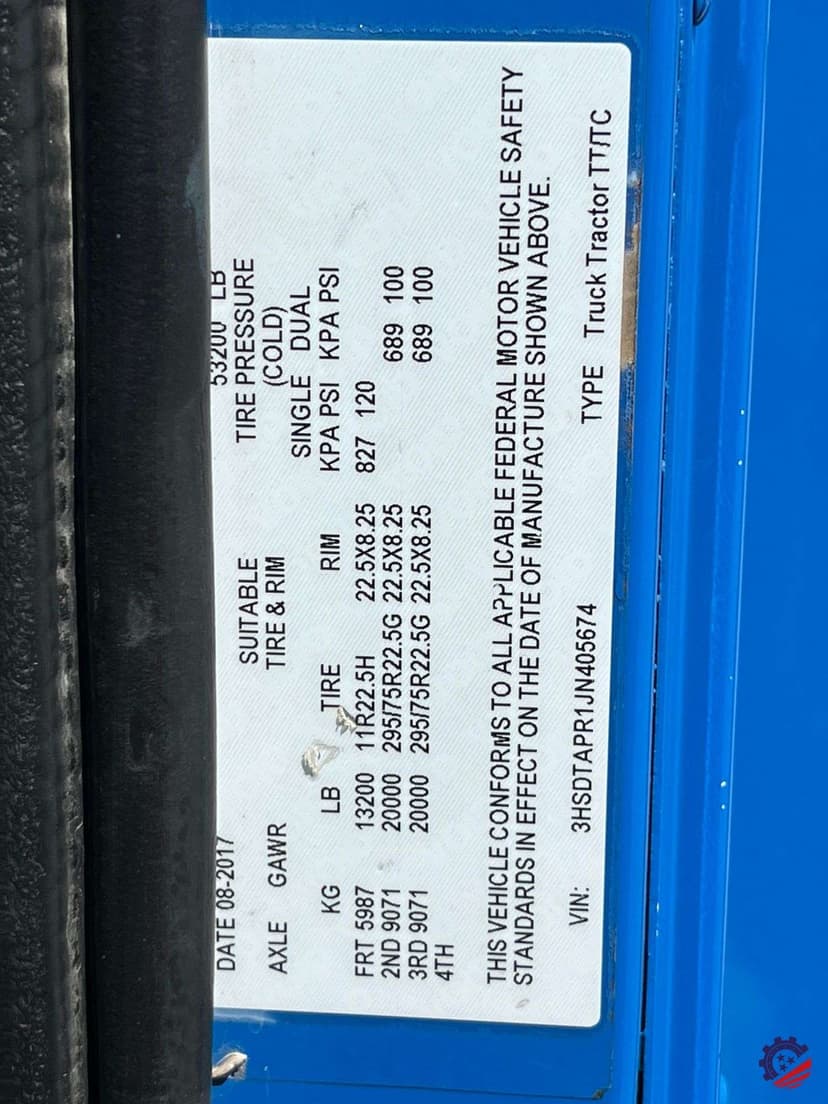 53200 LB
DATE 08-2017
SUITABLE TIRE PRESSURE
AXLE GAWR TIRE & RIM (COLD)
SINGLE DUAL
KG LB TIRE RIM KPA PSI KPA PSI
FRT 5987 13200 11R22.5H 22.5X8.25 827 120
2ND 9071 20000 295/75R22.5G 22.5X8.25 689 100
3RD 9071 20000 295/75R22.5G 22.5X8.25 689 100
4TH
THIS VEHICLE CONFORMS TO ALL APPLICABLE FEDERAL MOTOR VEHICLE SAFETY
STANDARDS IN EFFECT ON THE DATE OF MANUFACTURE SHOWN ABOVE.
VIN: 3HSDTAPR1JN405674 TYPE Truck Tractor TT/TC